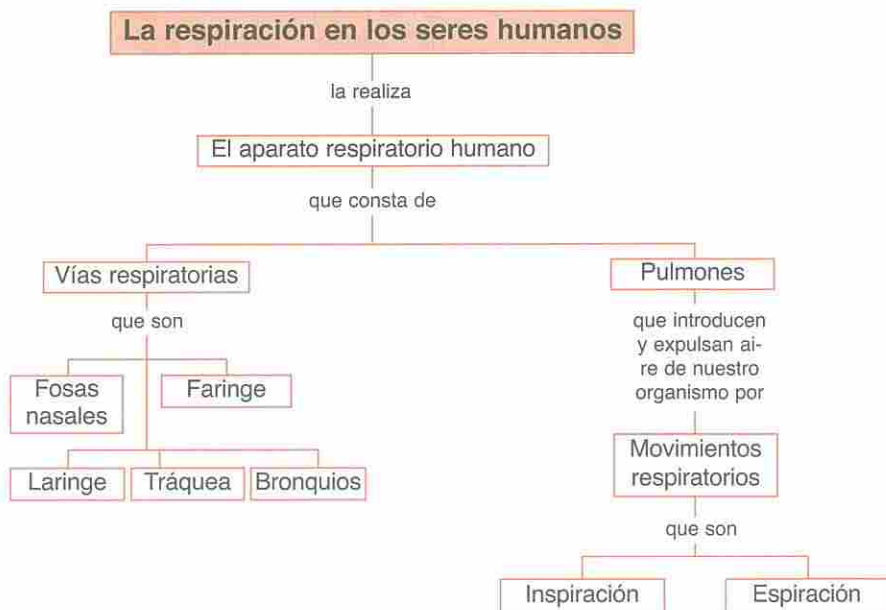 La respiración en los seres humanos
la realiza
El aparato respiratorio humano
que consta de
Vías respiratorias
Pulmones
que son
que introducen
y expulsan ai-
re de nuestro
organismo por
Fosas
nasales
Faringe
Laringe
Tráquea
Bronquios
Movimientos
respiratorios
que son
Inspiración
Espiración